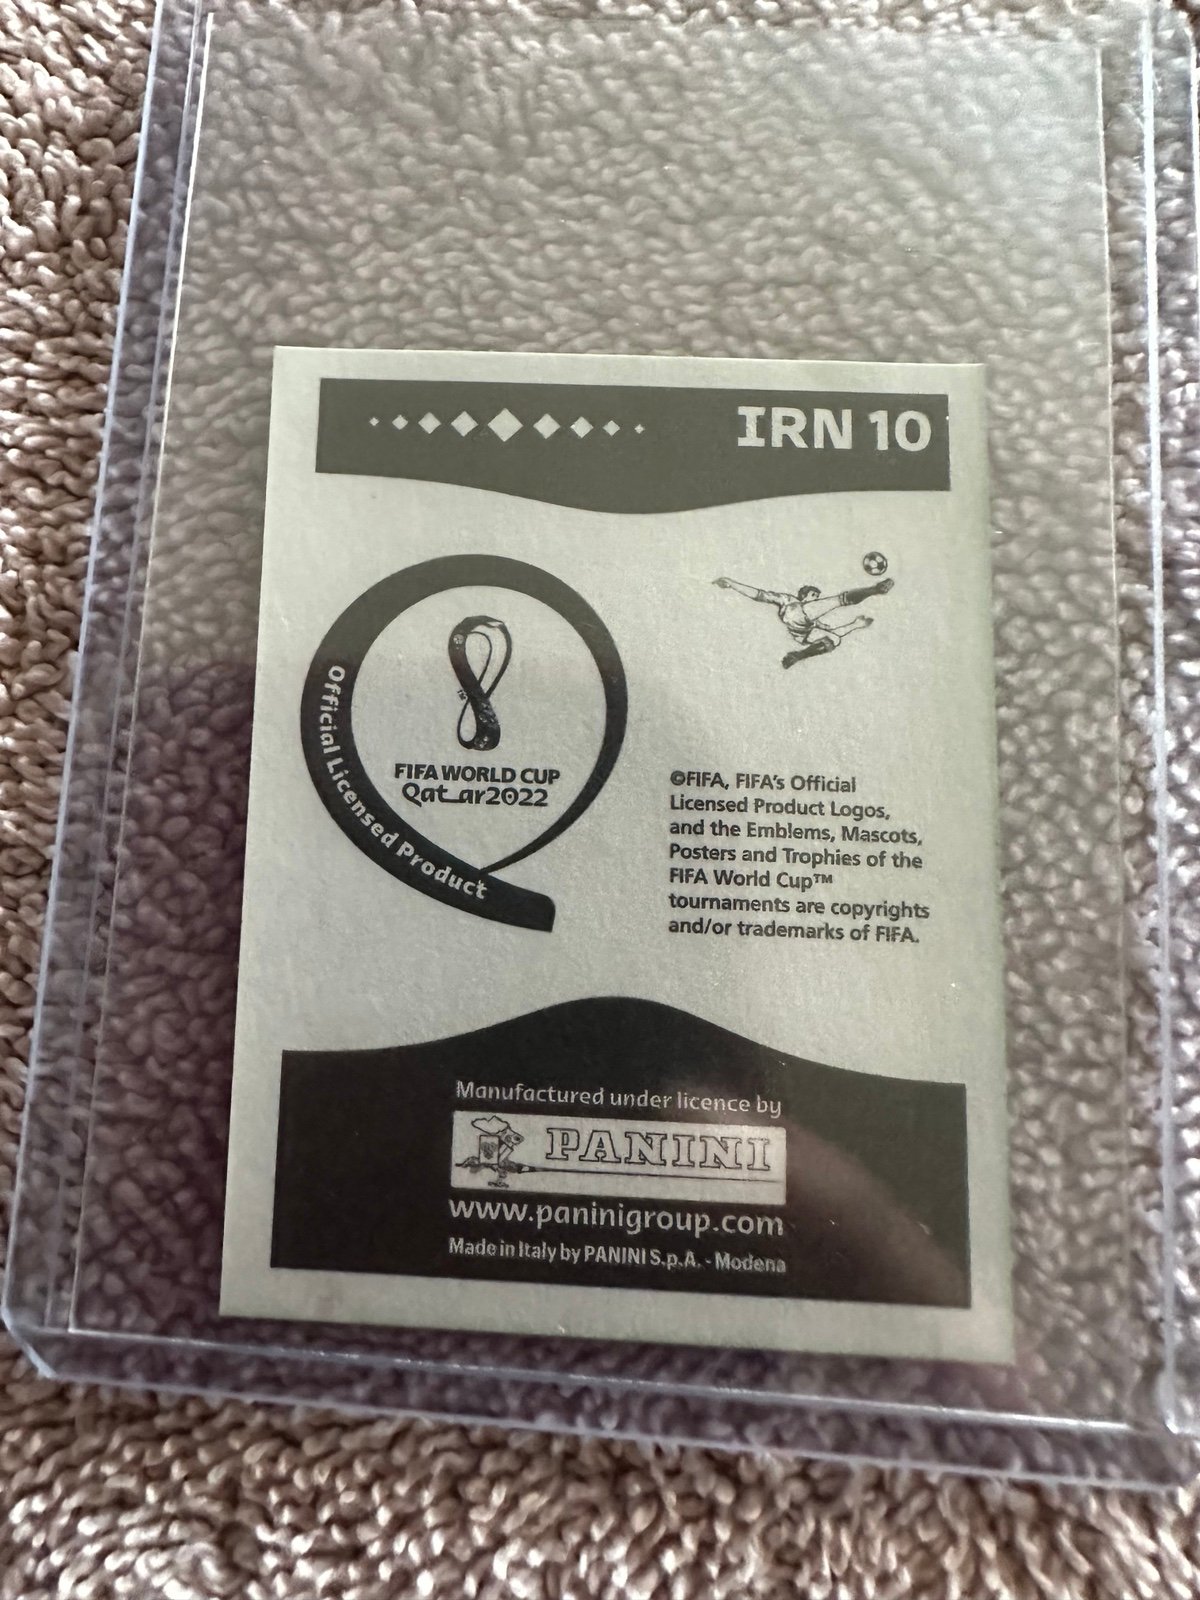 IRN 10
Official Licensed Product
FIFA WORLD CUP
Qatar2022
©FIFA, FIFA's Official
Licensed Product Logos,
and the Emblems, Mascots,
Posters and Trophies of the
FIFA World Cup™
tournaments are copyrights
and/or trademarks of FIFA.
Manufactured under licence by
PANINI
www.paninigroup.com
Made in Italy by PANINI S.p.A. - Modena